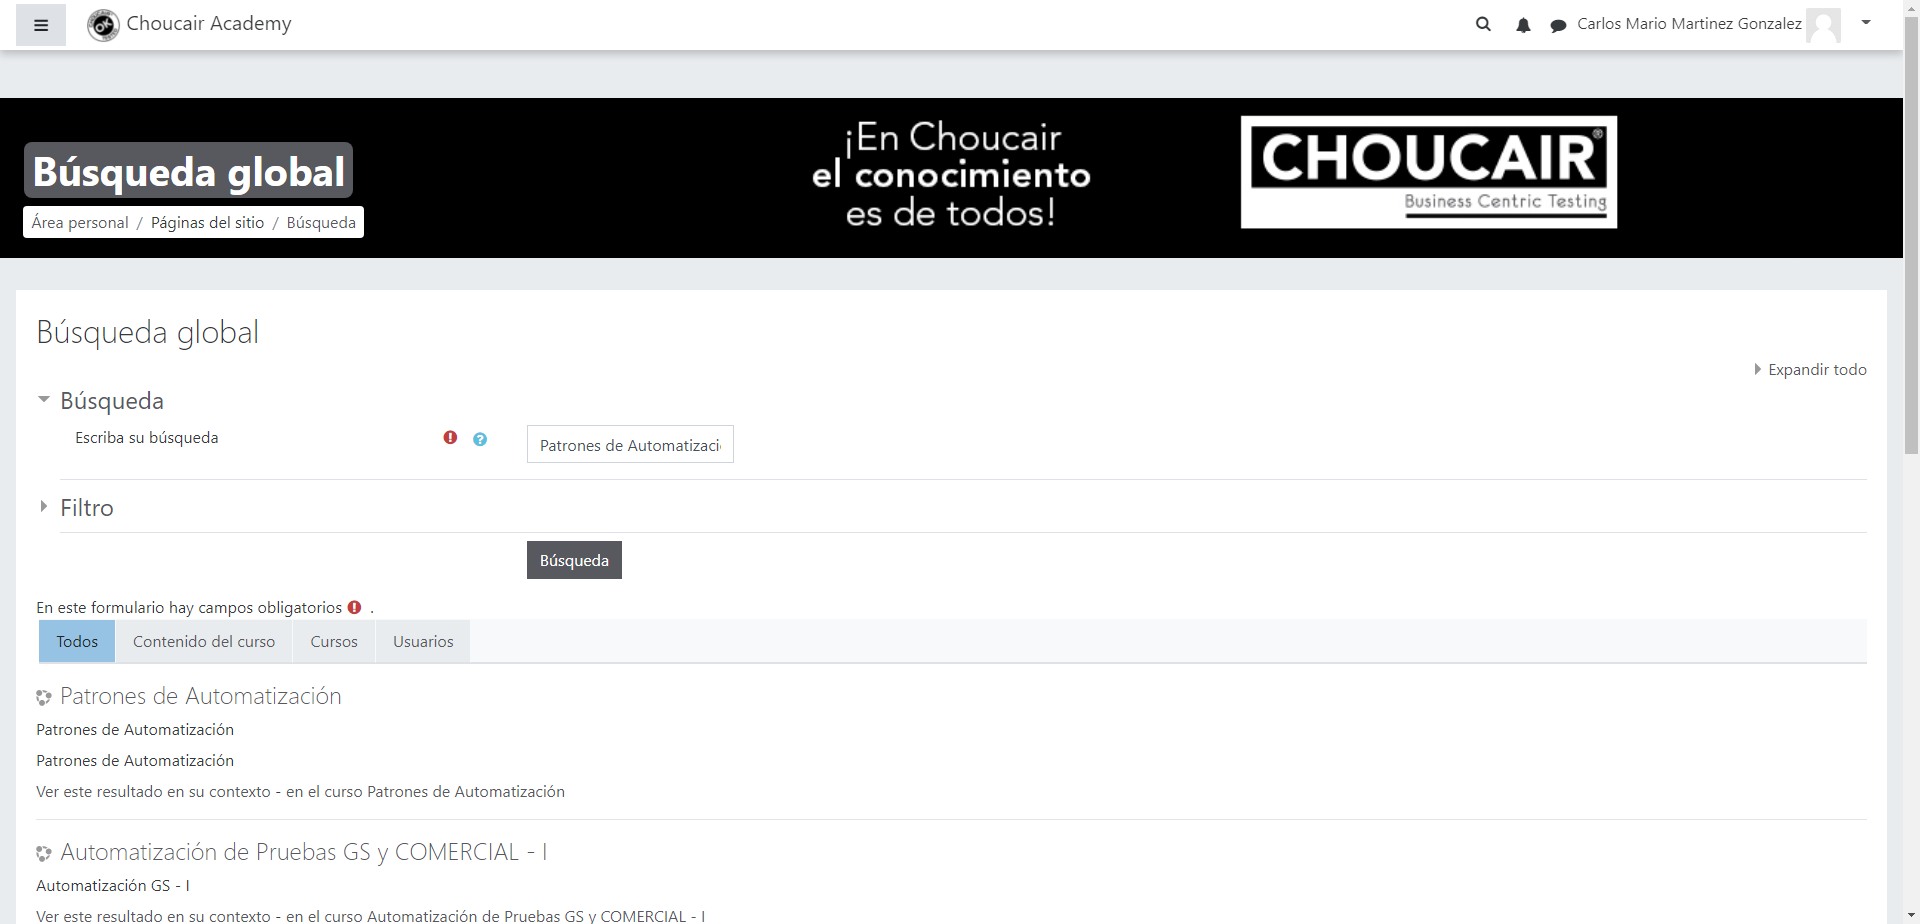 Choucair Academy
Carlos Mario Martinez Gonzalez
Búsqueda global
Área personal / Páginas del sitio / Búsqueda
¡En Choucair
el conocimiento
es de todos!
CHOUCAIR®
Business Centric Testing
Búsqueda global
Expandir todo
Búsqueda
Escriba su búsqueda
Patrones de Automatizaci
Filtro
Búsqueda
En este formulario hay campos obligatorios .
Todos Contenido del curso Cursos Usuarios
Patrones de Automatización
Patrones de Automatización
Patrones de Automatización
Ver este resultado en su contexto - en el curso Patrones de Automatización
Automatización de Pruebas GS y COMERCIAL - I
Automatización GS - I
Ver este resultado en su contexto - en el curso Automatización de Pruebas GS y COMERCIAL - I